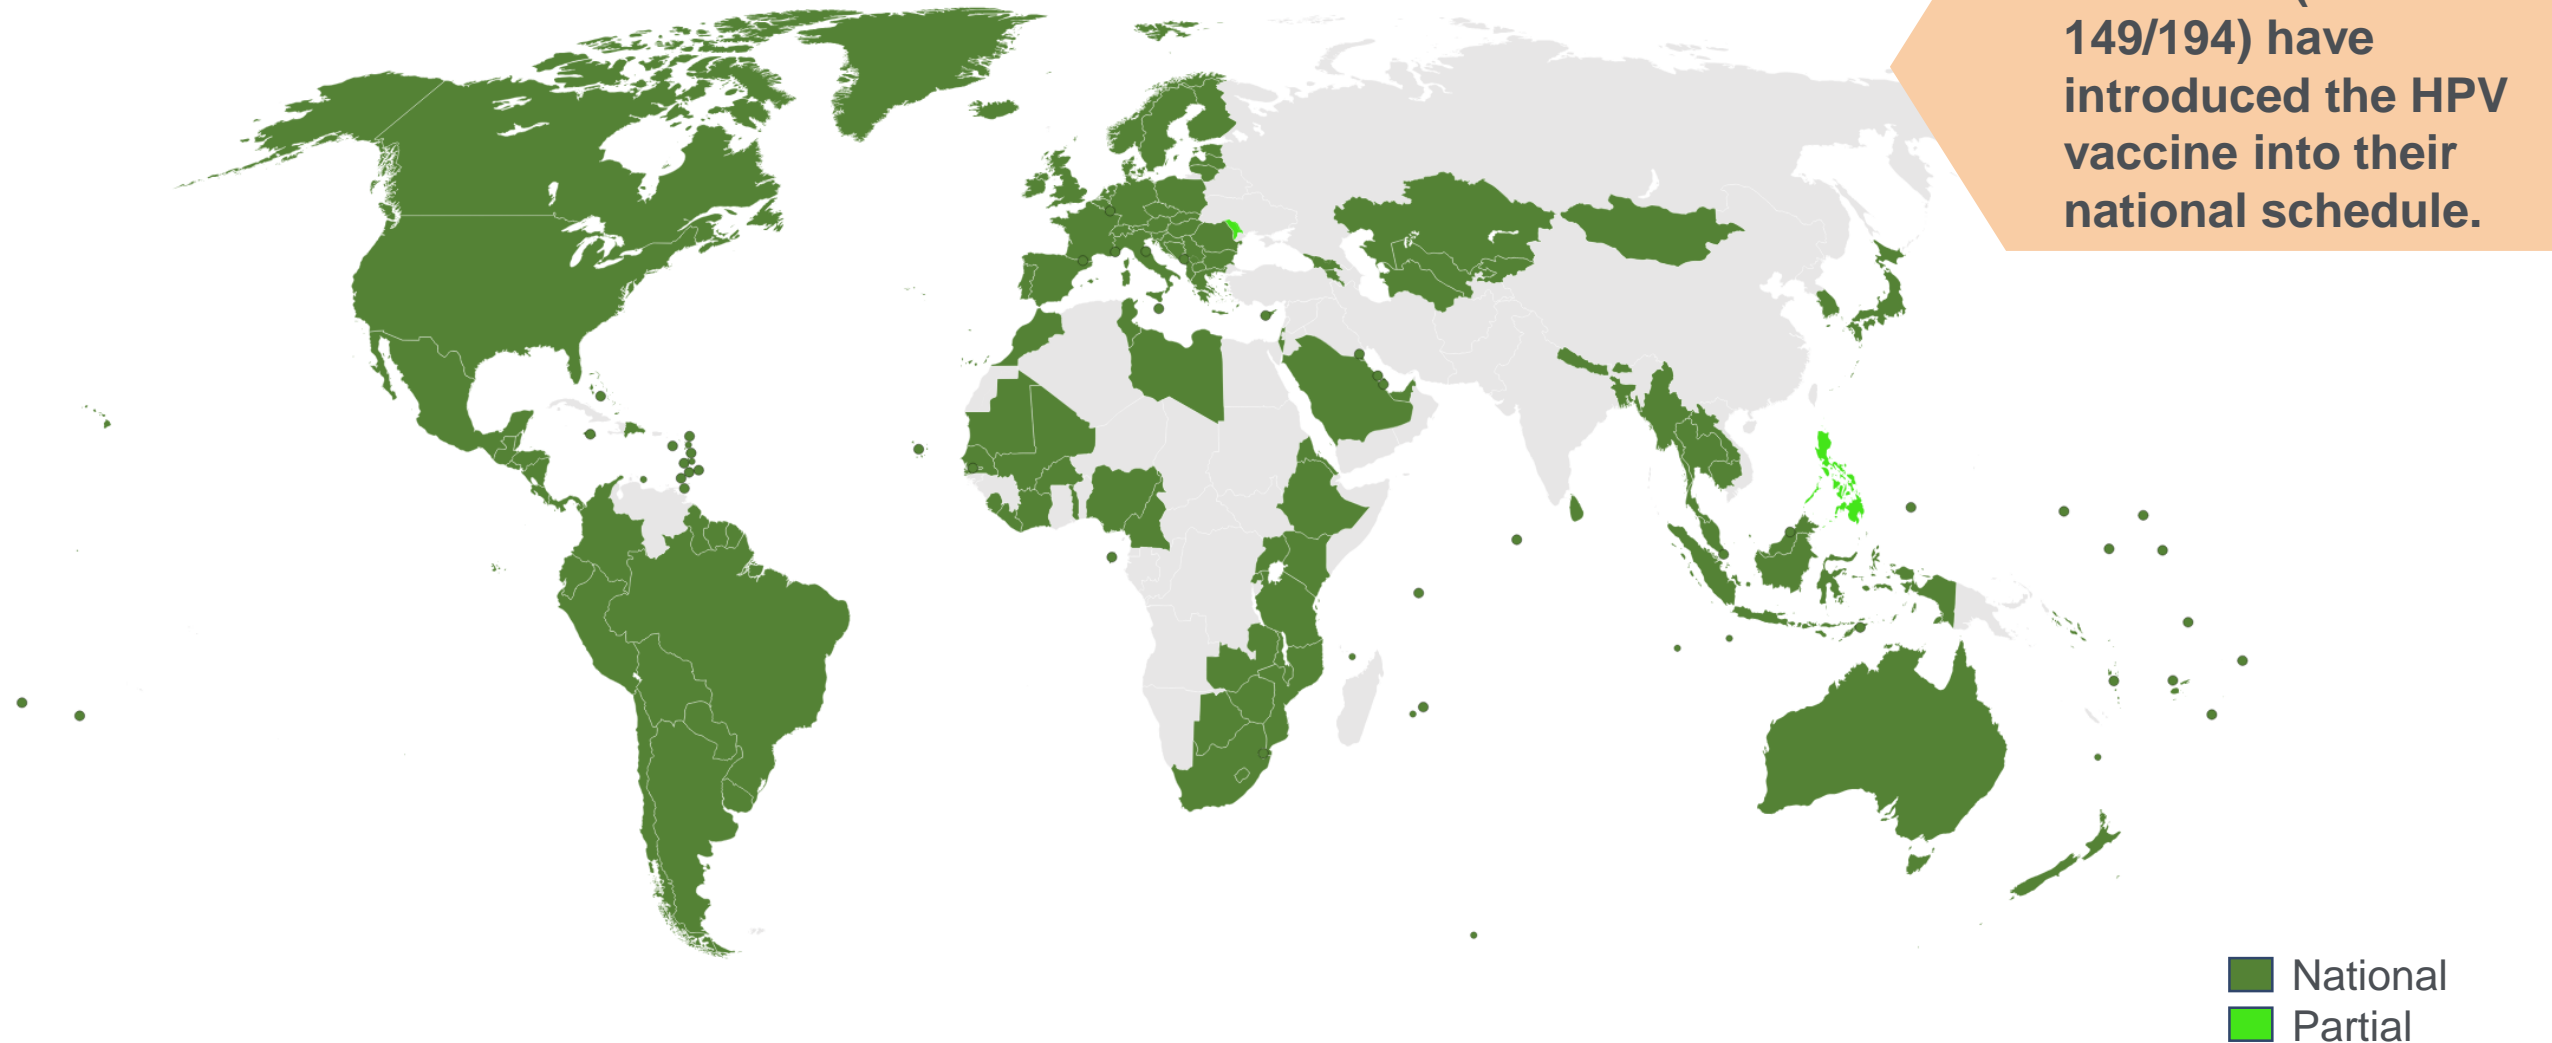 149/194) have
introduced the HPV
vaccine into their
national schedule.
National
Partial